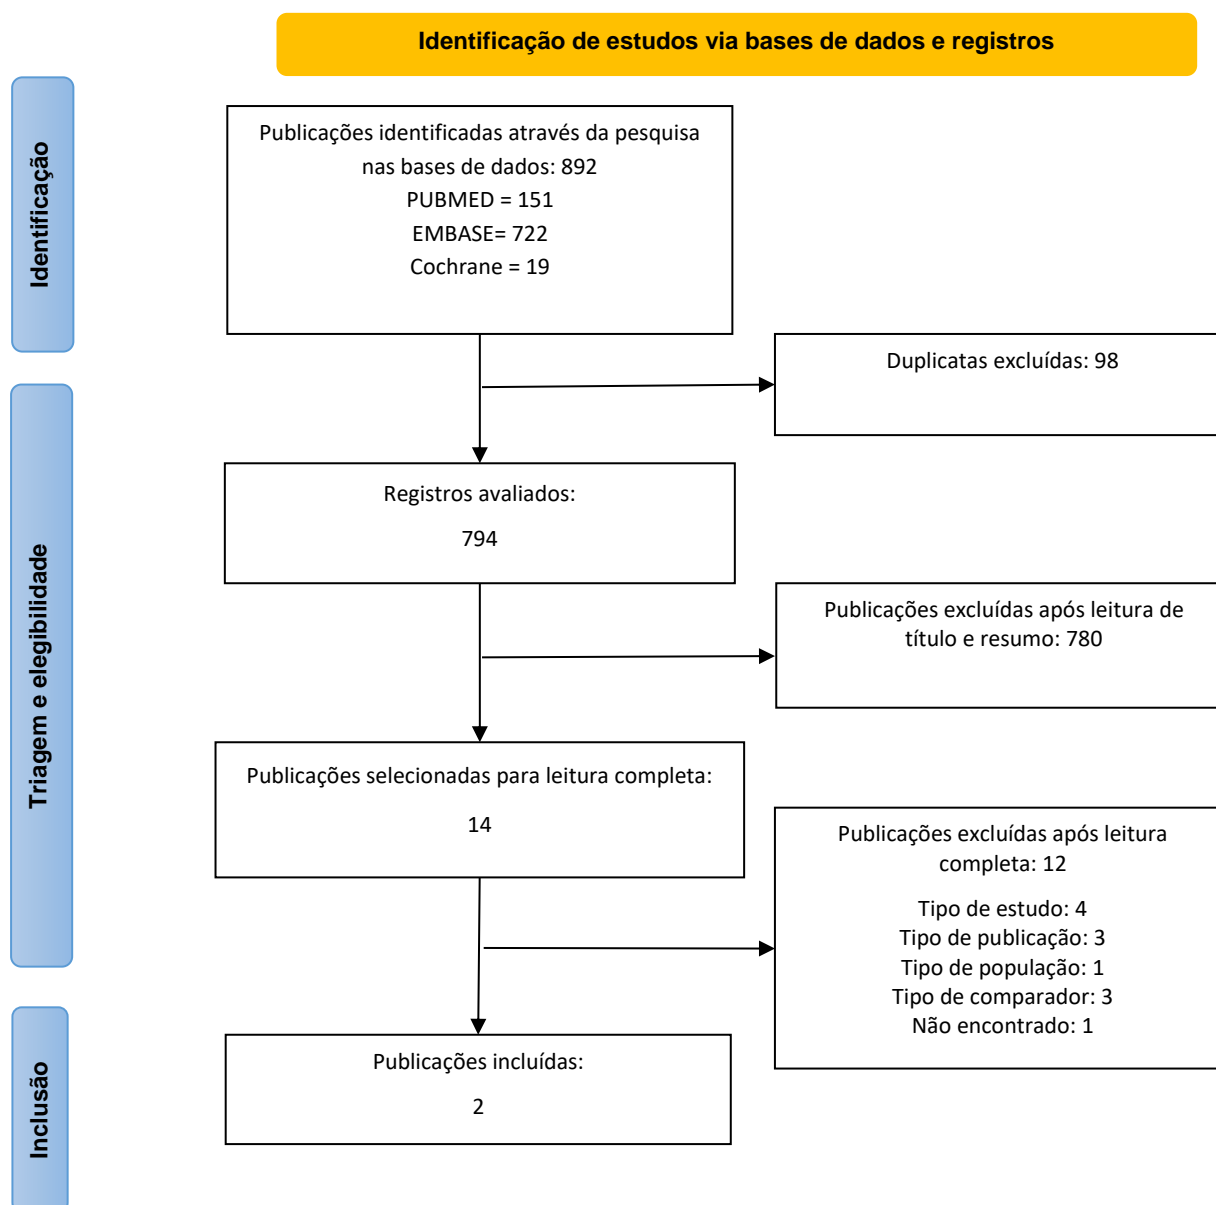 Identificação de estudos via bases de dados e registros
Identificação
Publicações identificadas através da pesquisa
nas bases de dados: 892
PUBMED = 151
EMBASE= 722
Cochrane = 19
Duplicatas excluídas: 98
Triagem e elegibilidade
Registros avaliados:
794
Publicações excluídas após leitura de
título e resumo: 780
Publicações selecionadas para leitura completa:
14
Publicações excluídas após leitura
completa: 12
Tipo de estudo: 4
Tipo de publicação: 3
Tipo de população: 1
Tipo de comparador: 3
Não encontrado: 1
Inclusão
Publicações incluídas:
2